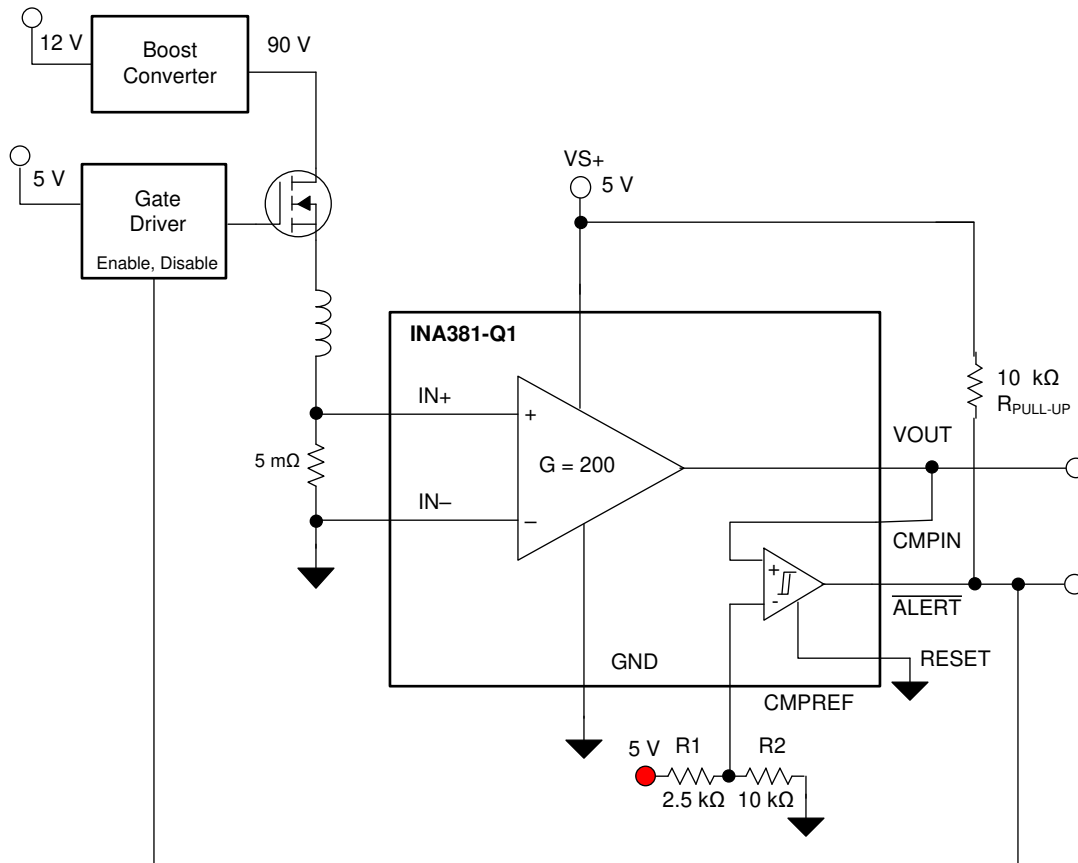 12 V
Boost
Converter
90 V
5 V
Gate
Driver
Enable, Disable
VS+
5 V
INA381-Q1
IN+
+
G = 200
5 mΩ
IN–
–
10 kΩ
RPULL-UP
VOUT
CMPIN
+
-
ALERT
RESET
GND
CMPREF
5 V
R1
R2
2.5 kΩ
10 kΩ